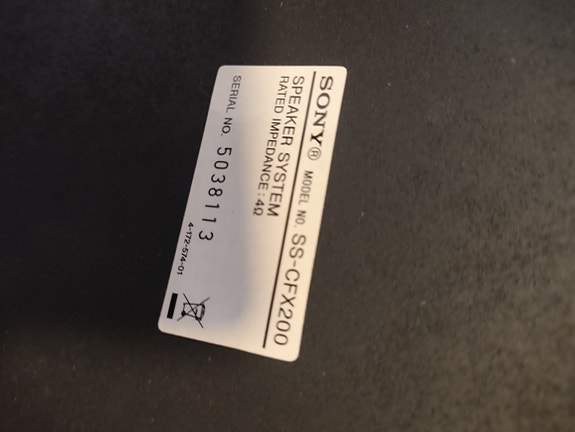 SONY® MODEL NO. SS-CFX200
SPEAKER SYSTEM
RATED IMPEDANCE : 4Ω
SERIAL NO. 5038113
4-172-574-01